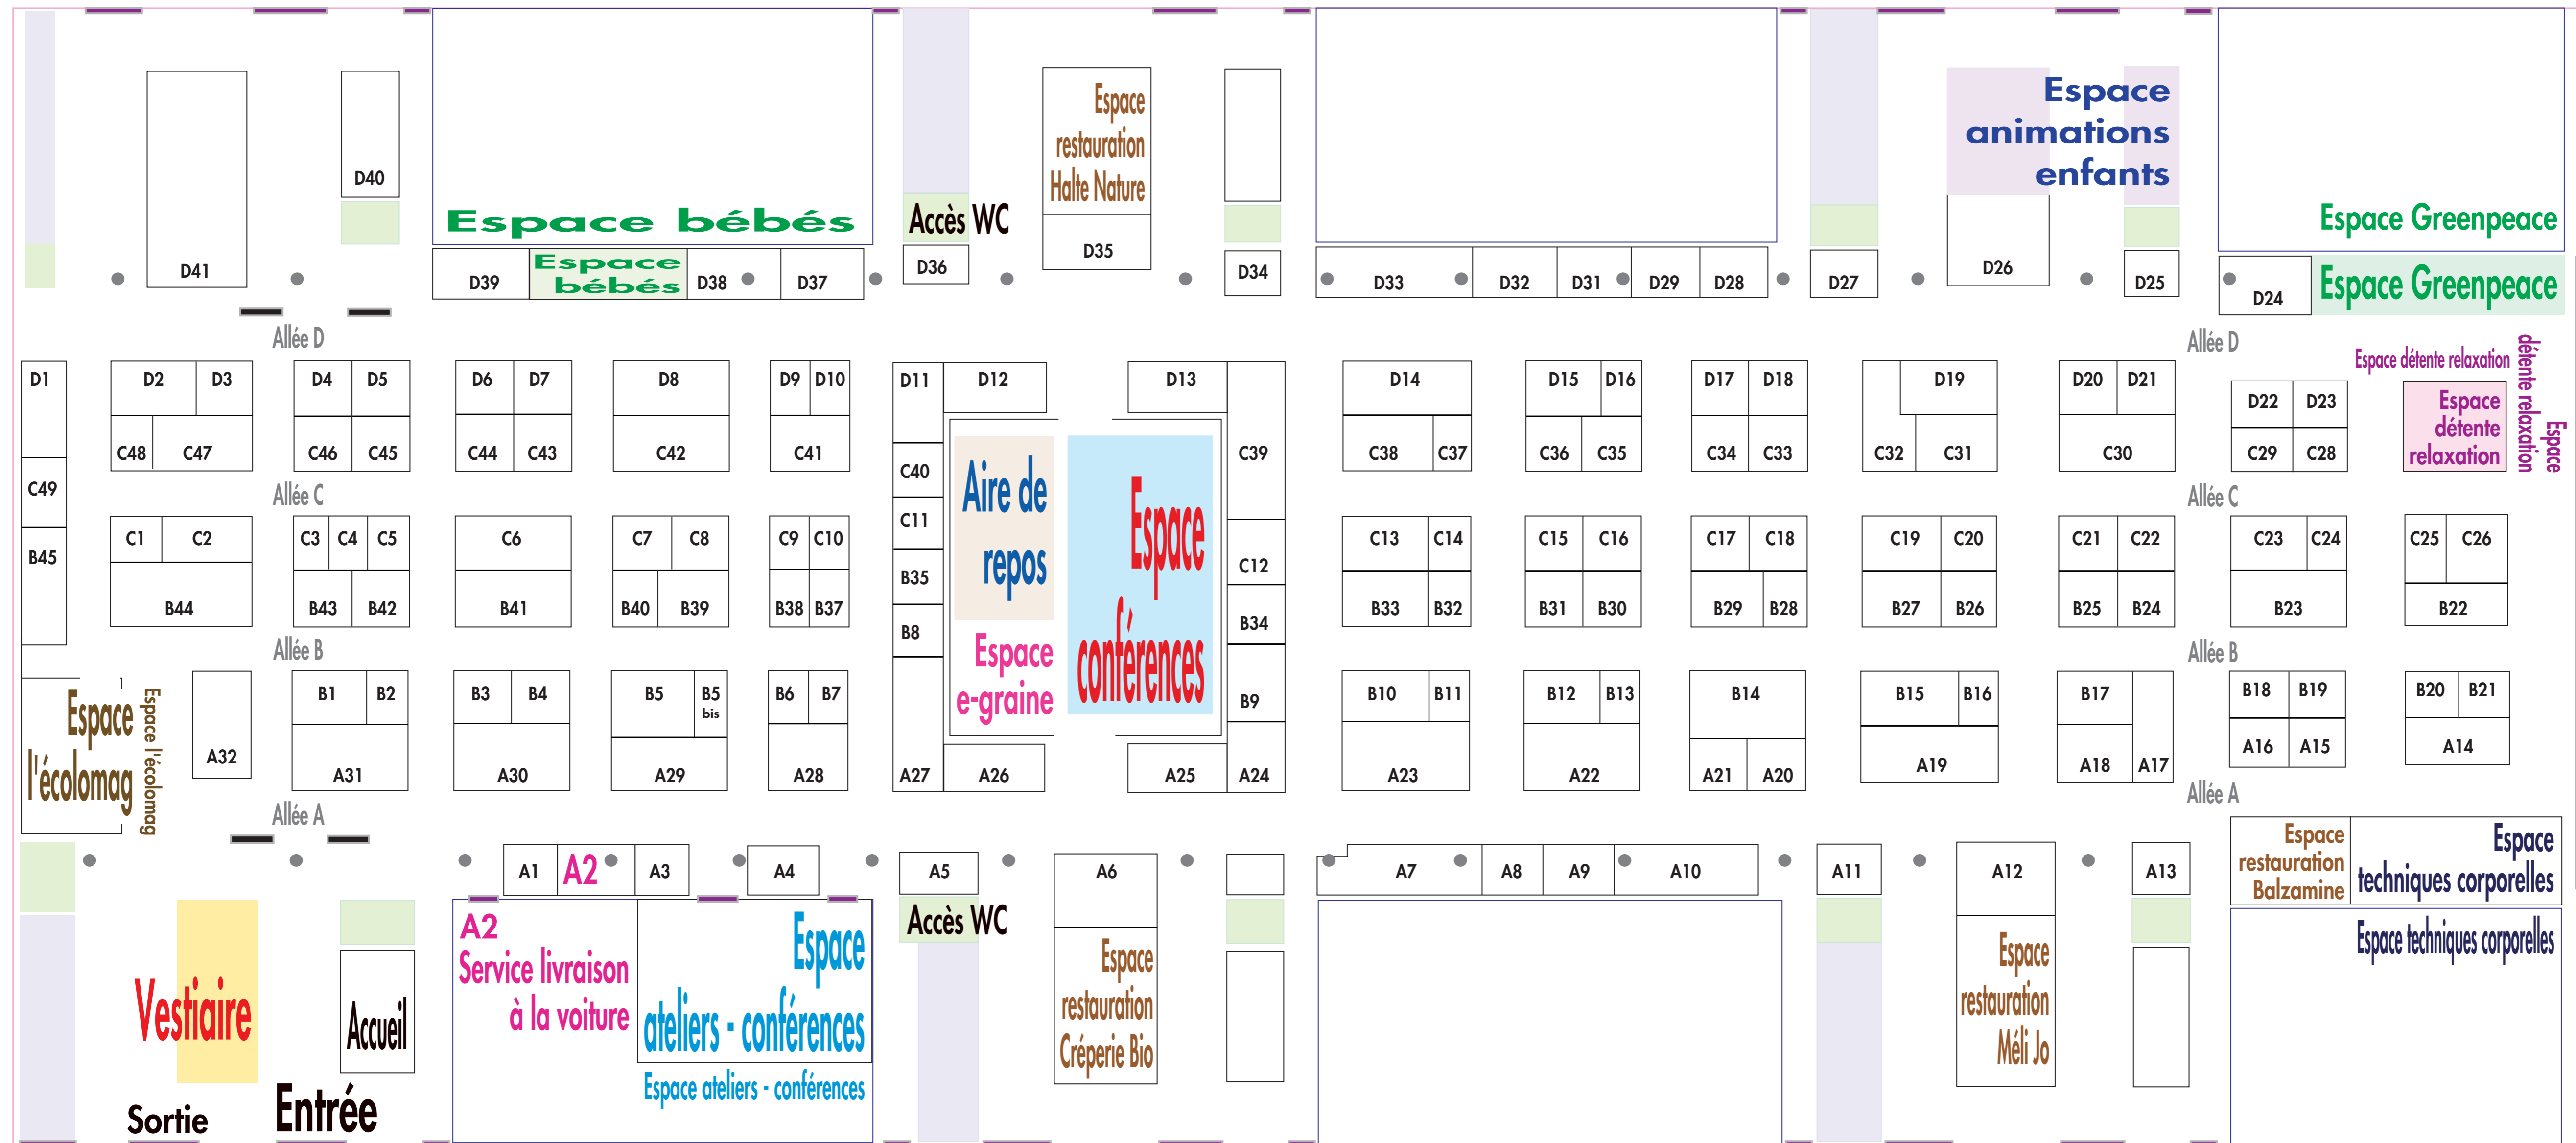 Espace
restauration
Halte Nature
Espace
animations
enfants
D40
Espace bébés
Accès WC
Espace Greenpeace
D41
D39
Espace
bébés
D38
D37
D36
D35
D34
D33
D32
D31
D29
D28
D27
D26
D25
D24
Espace Greenpeace
Allée D
Allée D
Espace détente relaxation
Espace
détente relaxation
D1
D2
D3
D4
D5
D6
D7
D8
D9
D10
D11
D12
D13
D14
D15
D16
D17
D18
D19
D20
D21
D22
D23
Espace
détente
relaxation
C48
C47
C46
C45
C44
C43
C42
C41
C40
C39
C38
C37
C36
C35
C34
C33
C32
C31
C30
C29
C28
C49
Allée C
Allée C
Aire de
repos
Espace
conférences
C1
C2
C3
C4
C5
C6
C7
C8
C9
C10
C11
C12
C13
C14
C15
C16
C17
C18
C19
C20
C21
C22
C23
C24
C25
C26
B45
B44
B43
B42
B41
B40
B39
B38
B37
B35
B34
B33
B32
B31
B30
B29
B28
B27
B26
B25
B24
B23
B22
Allée B
Allée B
B8
Espace
e-graine
B9
Espace
l'écolomag
Espace l'écolomag
B1
B2
B3
B4
B5
B5
bis
B6
B7
B10
B11
B12
B13
B14
B15
B16
B17
B18
B19
B20
B21
A32
A31
A30
A29
A28
A27
A26
A25
A24
A23
A22
A21
A20
A19
A18
A17
A16
A15
A14
Allée A
Allée A
A1
A2
A3
A4
A5
A6
A7
A8
A9
A10
A11
A12
A13
Espace
restauration
Balzamine
Espace
techniques corporelles
A2
Service livraison
à la voiture
Espace
ateliers - conférences
Espace ateliers - conférences
Accès WC
Espace
restauration
Créperie Bio
Espace
restauration
Méli Jo
Espace techniques corporelles
Vestiaire
Accueil
Sortie
Entrée